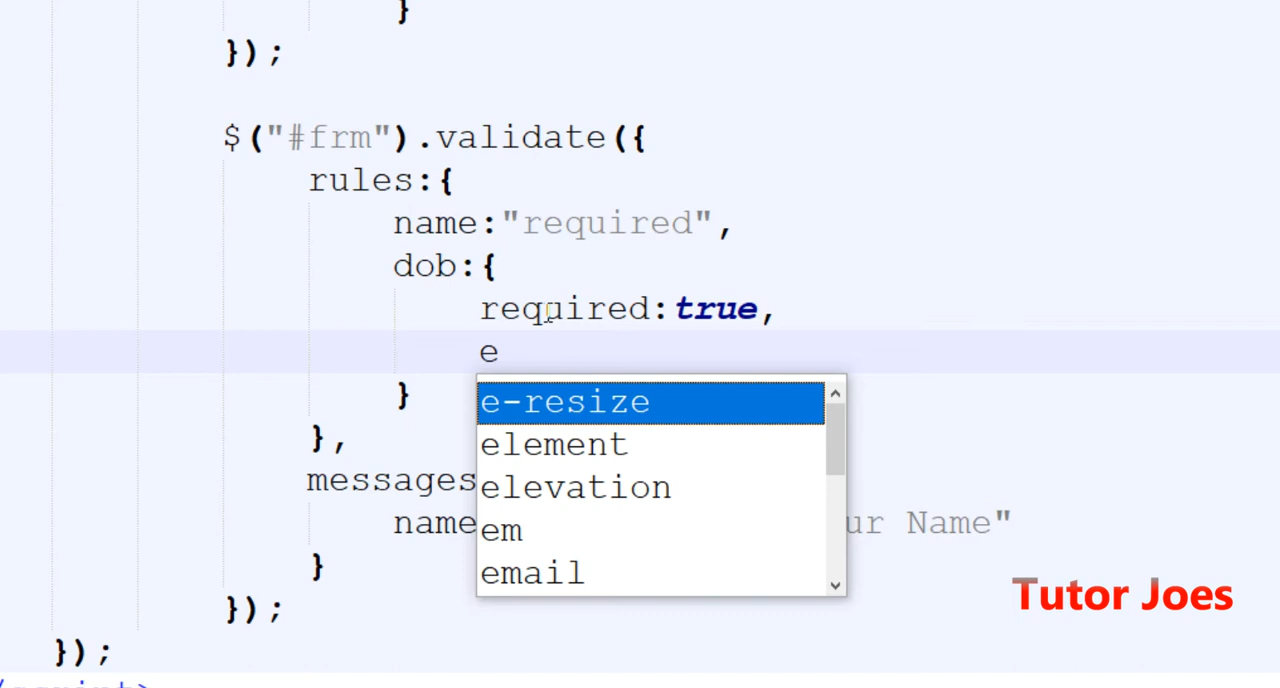 }
});
$("#frm").validate({
rules:{
name:"required",
dob:{
required:true,
e
}
},
messages
name
ur Name"
}
});
});
e-resize
element
elevation
em
email
Tutor Joes